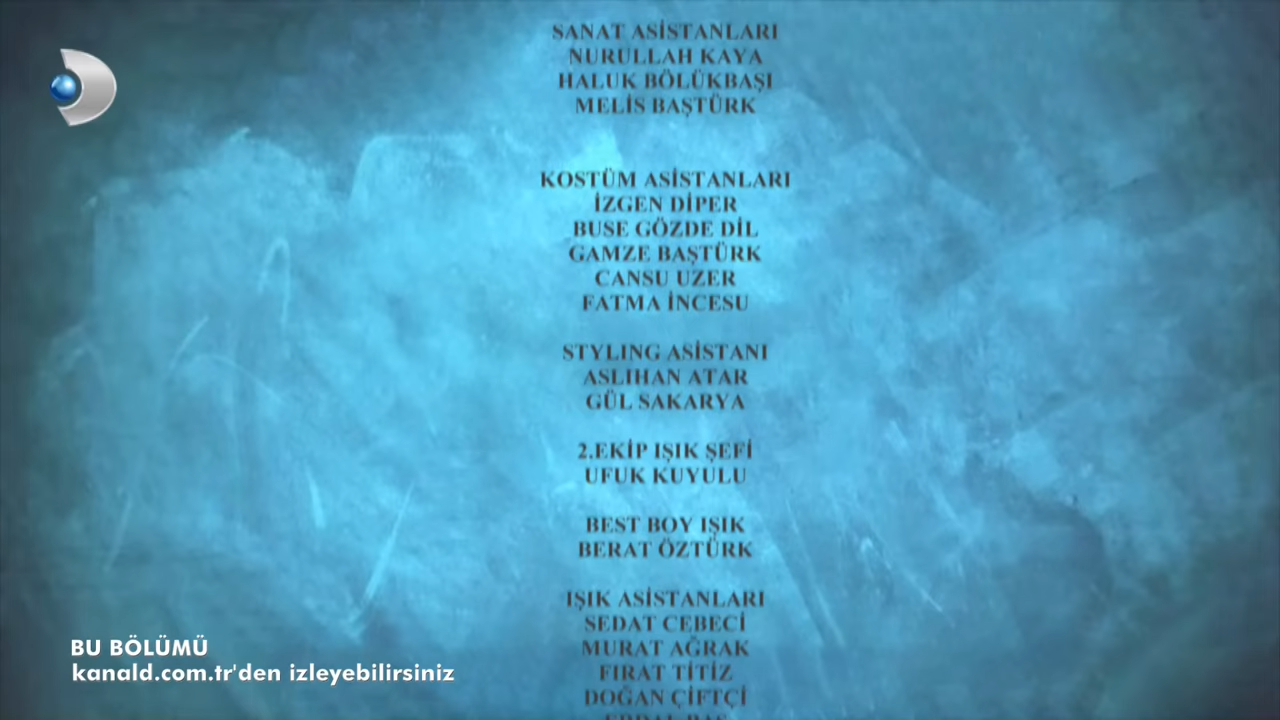 SANAT ASİSTANLARI
NURULLAH KAYA
HALUK BÖLÜKBAŞI
MELİS BAŞTÜRK
KOSTÜM ASİSTANLARI
İZGEN DİPER
BUSE GÖZDE DİL
GAMZE BAŞTÜRK
CANSU UZER
FATMA İNCESU
STYLING ASİSTANI
ASLIHAN ATAR
GÜL SAKARYA
2.EKİP IŞIK ŞEFİ
UFUK KUYULU
BEST BOY IŞIK
BERAT ÖZTÜRK
IŞIK ASİSTANLARI
SEDAT CEBECİ
MURAT AĞRAK
FIRAT TİTİZ
DOĞAN ÇİFTÇİ
BU BÖLÜMÜ
kanald.com.tr'den izleyebilirsiniz